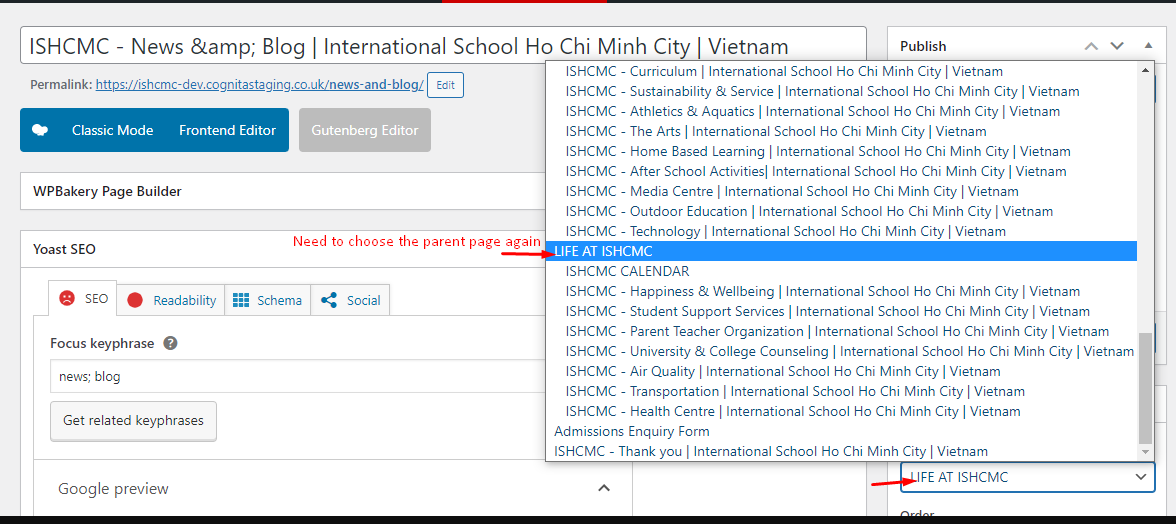 ISHCMC - News &amp; Blog | International School Ho Chi Minh City | Vietnam
Permalink: https://ishcmc-dev.cognitastaging.co.uk/news-and-blog/ Edit
Classic Mode Frontend Editor Gutenberg Editor
WPBakery Page Builder
Yoast SEO
Need to choose the parent page again
SEO Readability Schema Social
Focus keyphrase ?
news; blog
Get related keyphrases
Google preview
Publish
ISHCMC - Curriculum | International School Ho Chi Minh City | Vietnam
ISHCMC - Sustainability & Service | International School Ho Chi Minh City | Vietnam
ISHCMC - Athletics & Aquatics | International School Ho Chi Minh City | Vietnam
ISHCMC - The Arts | International School Ho Chi Minh City | Vietnam
ISHCMC - Home Based Learning | International School Ho Chi Minh City | Vietnam
ISHCMC - After School Activities| International School Ho Chi Minh City | Vietnam
ISHCMC - Media Centre | International School Ho Chi Minh City | Vietnam
ISHCMC - Outdoor Education | International School Ho Chi Minh City | Vietnam
ISHCMC - Technology | International School Ho Chi Minh City | Vietnam
LIFE AT ISHCMC
ISHCMC CALENDAR
ISHCMC - Happiness & Wellbeing | International School Ho Chi Minh City | Vietnam
ISHCMC - Student Support Services | International School Ho Chi Minh City | Vietnam
ISHCMC - Parent Teacher Organization | International School Ho Chi Minh City | Vietnam
ISHCMC - University & College Counseling | International School Ho Chi Minh City | Vietnam
ISHCMC - Air Quality | International School Ho Chi Minh City | Vietnam
ISHCMC - Transportation | International School Ho Chi Minh City | Vietnam
ISHCMC - Health Centre | International School Ho Chi Minh City | Vietnam
Admissions Enquiry Form
ISHCMC - Thank you | International School Ho Chi Minh City | Vietnam
LIFE AT ISHCMC
Order